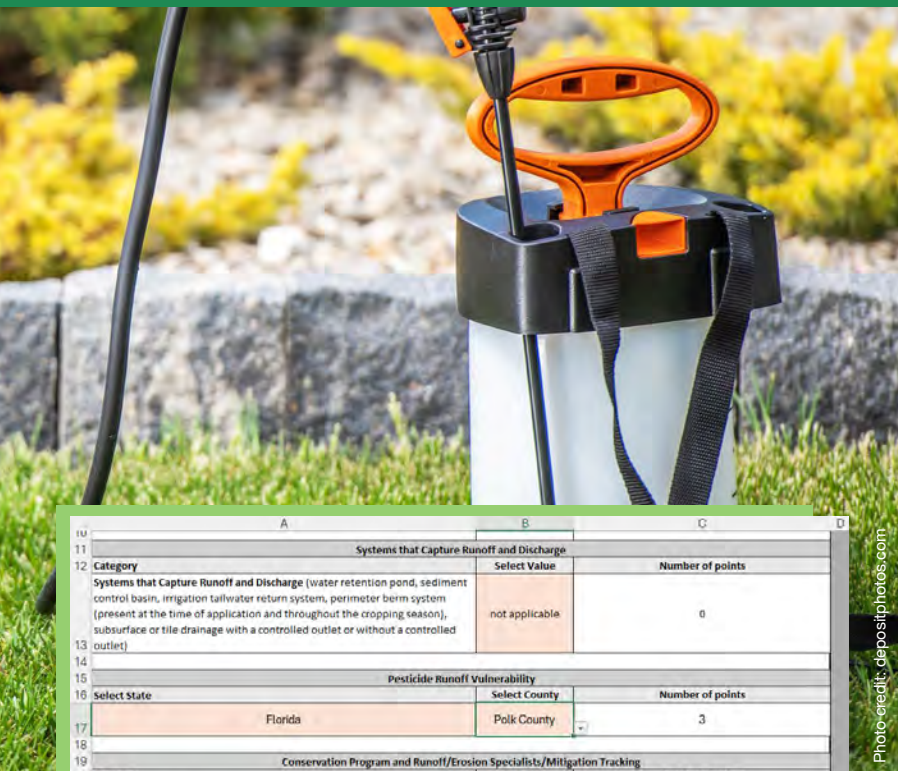 A B C D
10
11 Systems that Capture Runoff and Discharge
12 Category Select Value Number of points
Systems that Capture Runoff and Discharge (water retention pond, sediment
control basin, irrigation tailwater return system, perimeter berm system
(present at the time of application and throughout the cropping season), not applicable 0
subsurface or tile drainage with a controlled outlet or without a controlled
13 outlet)
14
15 Pesticide Runoff Vulnerability
16 Select State Select County Number of points
17 Florida Polk County 3
18
19 Conservation Program and Runoff/Erosion Specialists/Mitigation Tracking
Photo credit: depositphotos.com